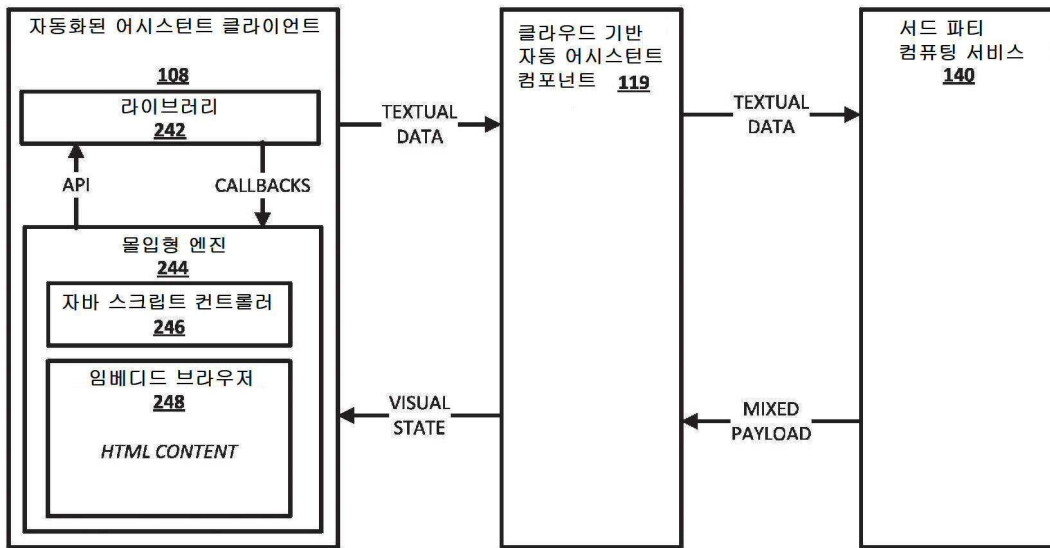 자동화된 어시스턴트 클라이언트
108
라이브러리
242
API
CALLBACKS
몰입형 엔진
244
자바 스크립트 컨트롤러
246
임베디드 브라우저
248
HTML CONTENT
TEXTUAL
DATA
VISUAL
STATE
클라우드 기반
자동 어시스턴트
컴포넌트 119
TEXTUAL
DATA
MIXED
PAYLOAD
서드 파티
컴퓨팅 서비스
140